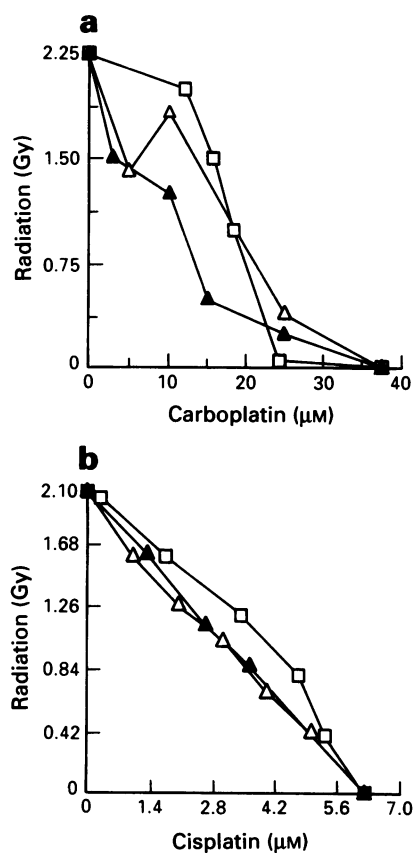 a
2.25
1.50
0.75
0
Radiation (Gy)
0 10 20 30 40
Carboplatin (μM)
b
2.10
1.68
1.26
0.84
0.42
0
Radiation (Gy)
0 1.4 2.8 4.2 5.6 7.0
Cisplatin (μM)